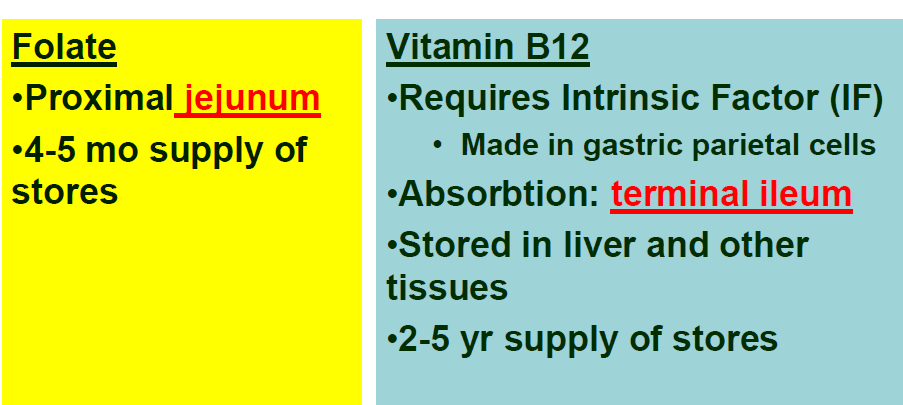 Folate
•Proximal jejunum
•4-5 mo supply of
stores
Vitamin B12
•Requires Intrinsic Factor (IF)
• Made in gastric parietal cells
•Absorbtion: terminal ileum
•Stored in liver and other
tissues
•2-5 yr supply of stores